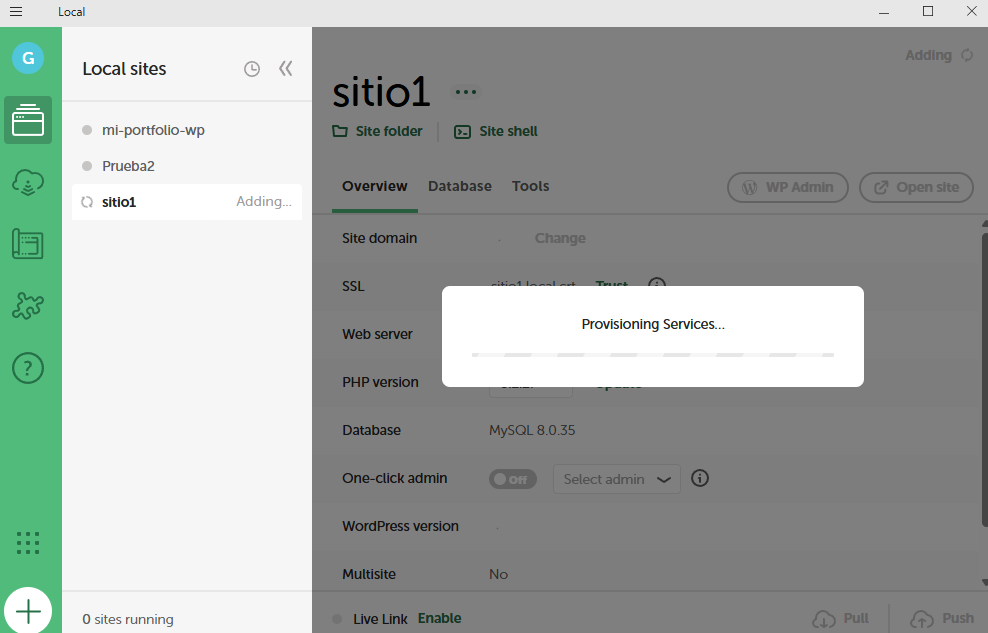 Local
G
Local sites
mi-portfolio-wp
Prueba2
sitio1 Adding...
0 sites running
Adding
sitio1 ...
Site folder
Site shell
Overview Database Tools
WP Admin Open site
Site domain . Change
SSL sitio1.local.crt Trust
Provisioning Services...
Web server
PHP version
Database MySQL 8.0.35
One-click admin Off Select admin
WordPress version .
Multisite No
Live Link Enable Pull Push